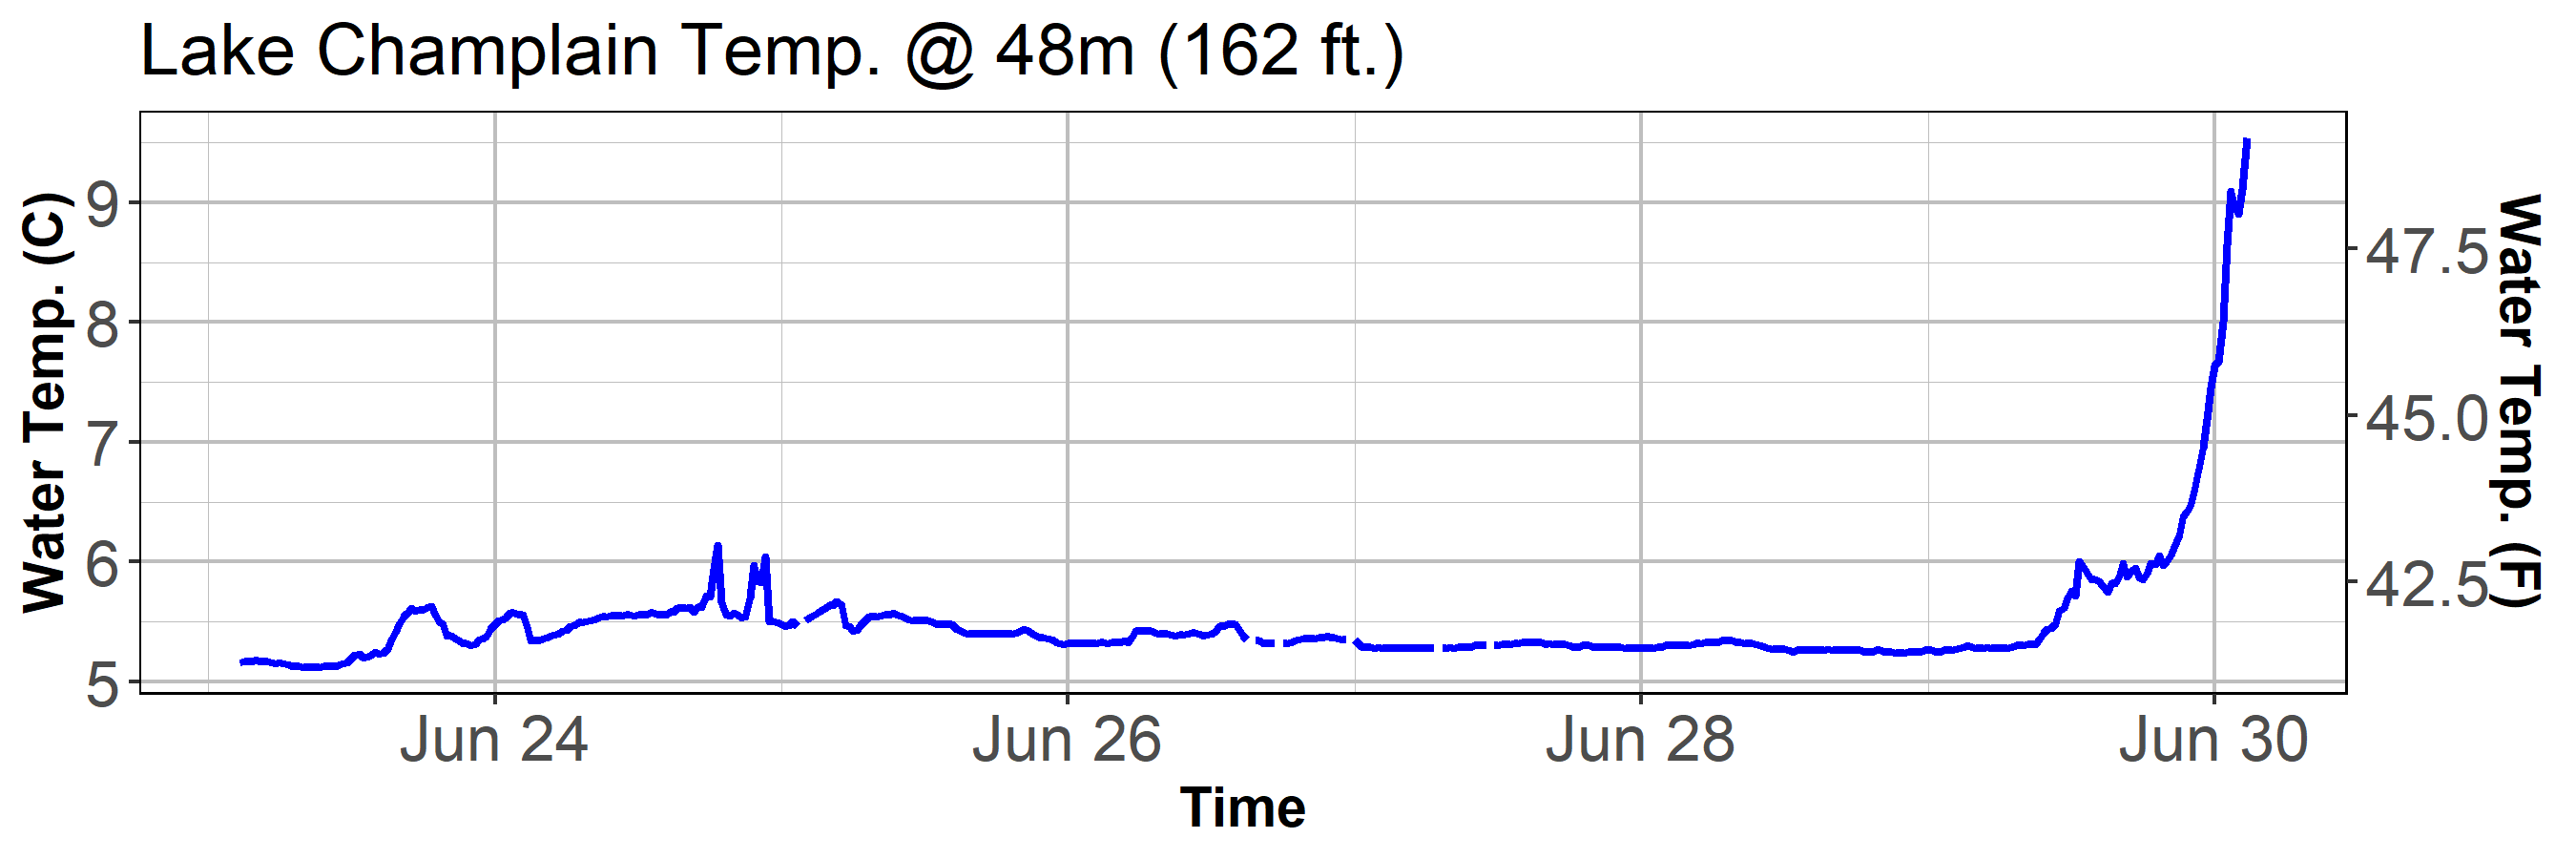 Lake Champlain Temp. @ 48m (162 ft.)
Water Temp. (C)
9
8
7
6
5
47.5
45.0
42.5
Water Temp. (F)
Jun 24 Jun 26 Jun 28 Jun 30
Time